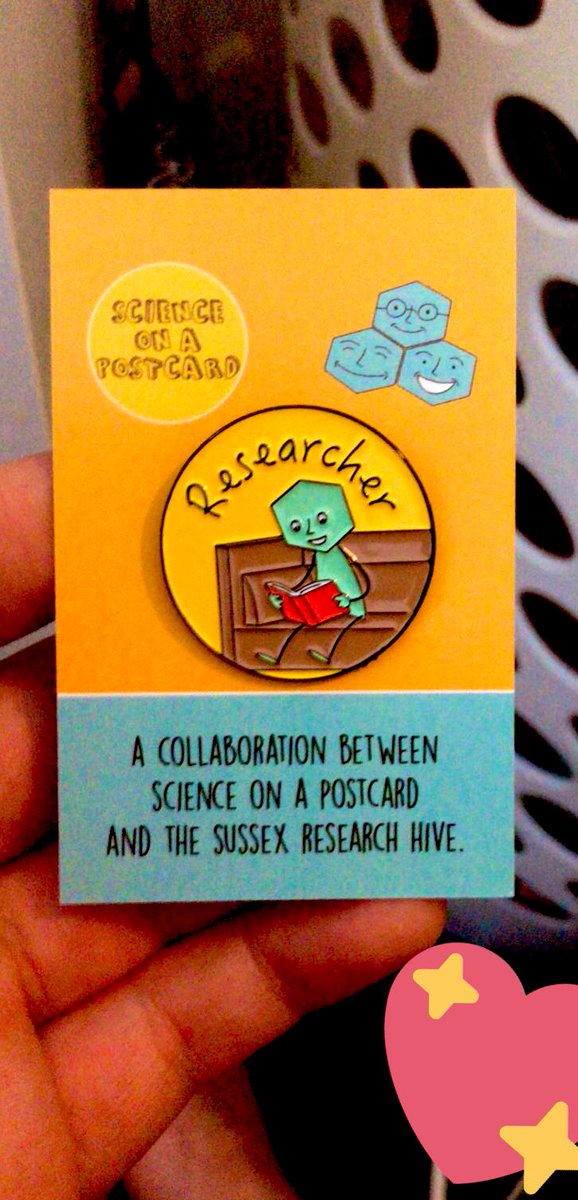 SCIENCE
ON A
POSTCARD
Researcher
A COLLABORATION BETWEEN
SCIENCE ON A POSTCARD
AND THE SUSSEX RESEARCH HIVE.